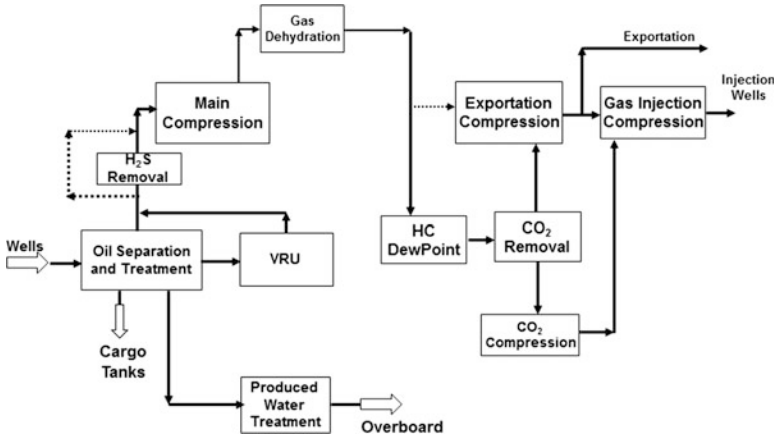 Gas
Dehydration
Exportation
Injection
Wells
Main
Compression
Exportation
Compression
Gas Injection
Compression
H₂S
Removal
HC
DewPoint
CO₂
Removal
Wells
Oil Separation
and Treatment
VRU
CO₂
Compression
Cargo
Tanks
Produced
Water
Treatment
Overboard